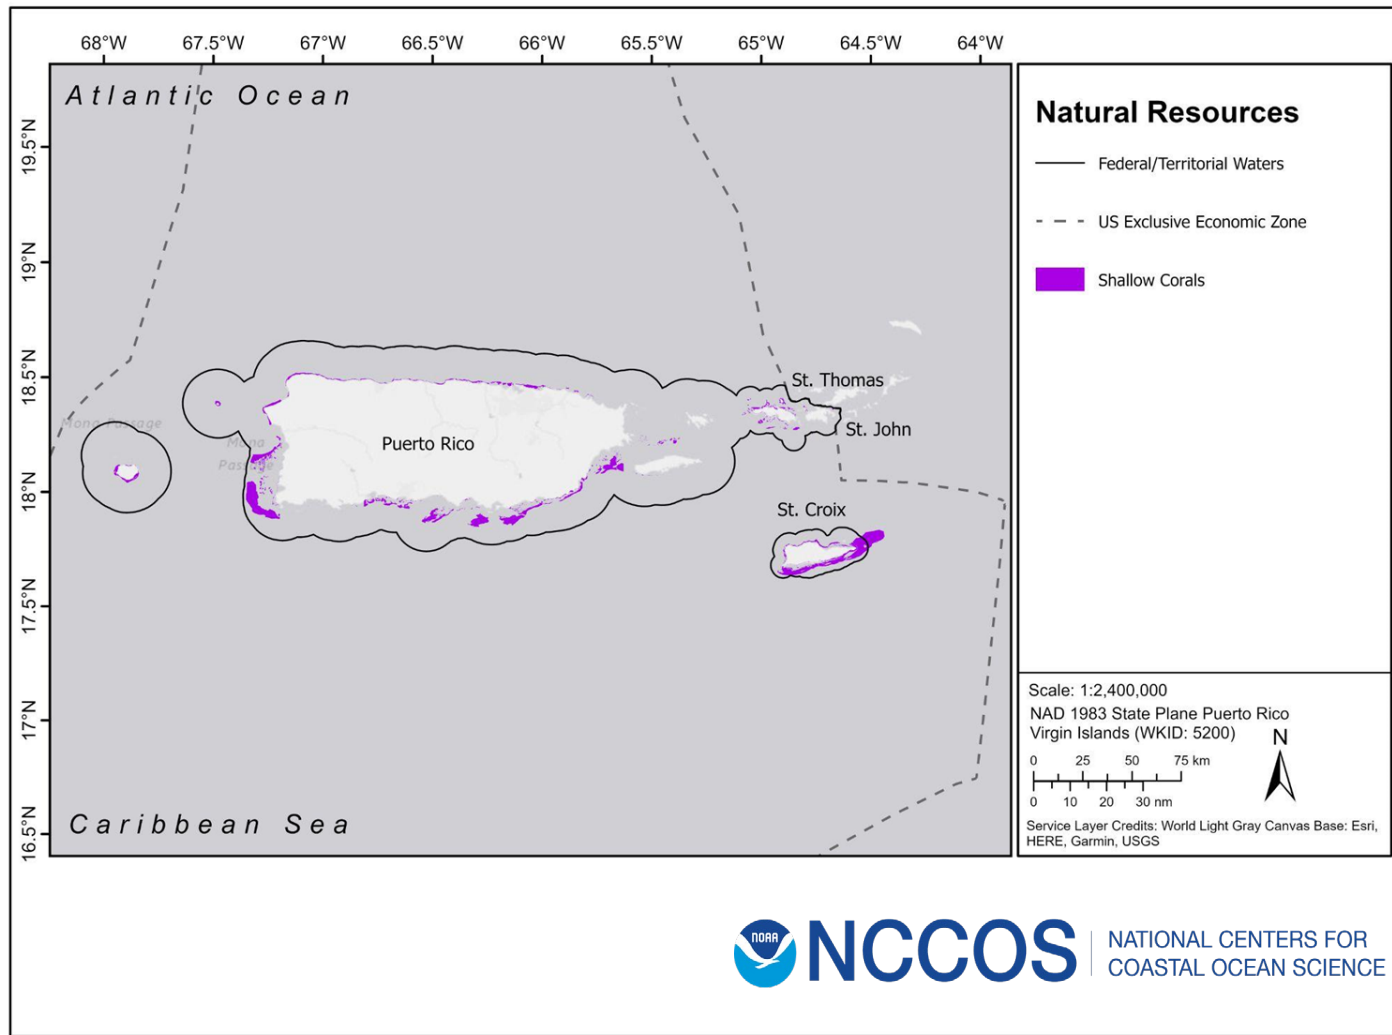 68°W 67.5°W 67°W 66.5°W 66°W 65.5°W 65°W 64.5°W 64°W
19.5°N
19°N
18.5°N
18°N
17.5°N
17°N
16.5°N
Atlantic Ocean
St. Thomas
St. John
Mona Passage
Mona
Passage
Puerto Rico
St. Croix
Caribbean Sea
Natural Resources
Federal/Territorial Waters
US Exclusive Economic Zone
Shallow Corals
Scale: 1:2,400,000
NAD 1983 State Plane Puerto Rico
Virgin Islands (WKID: 5200)
N
0 25 50 75 km
0 10 20 30 nm
Service Layer Credits: World Light Gray Canvas Base: Esri,
HERE, Garmin, USGS
NOAA
NCCOS
NATIONAL CENTERS FOR
COASTAL OCEAN SCIENCE